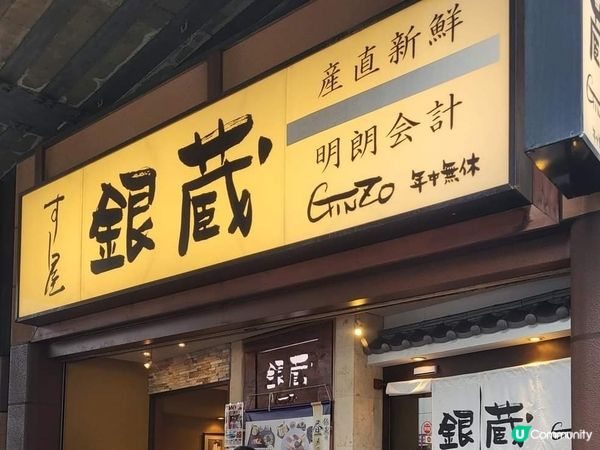 産直新鮮
明朗会計
GINZO 年中無休
すし屋 銀蔵
銀蔵
銀蔵 G
U Community